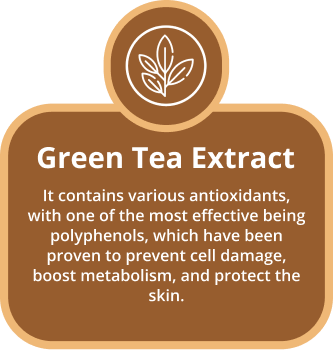 Green Tea Extract
It contains various antioxidants,
with one of the most effective being
polyphenols, which have been
proven to prevent cell damage,
boost metabolism, and protect the
skin.